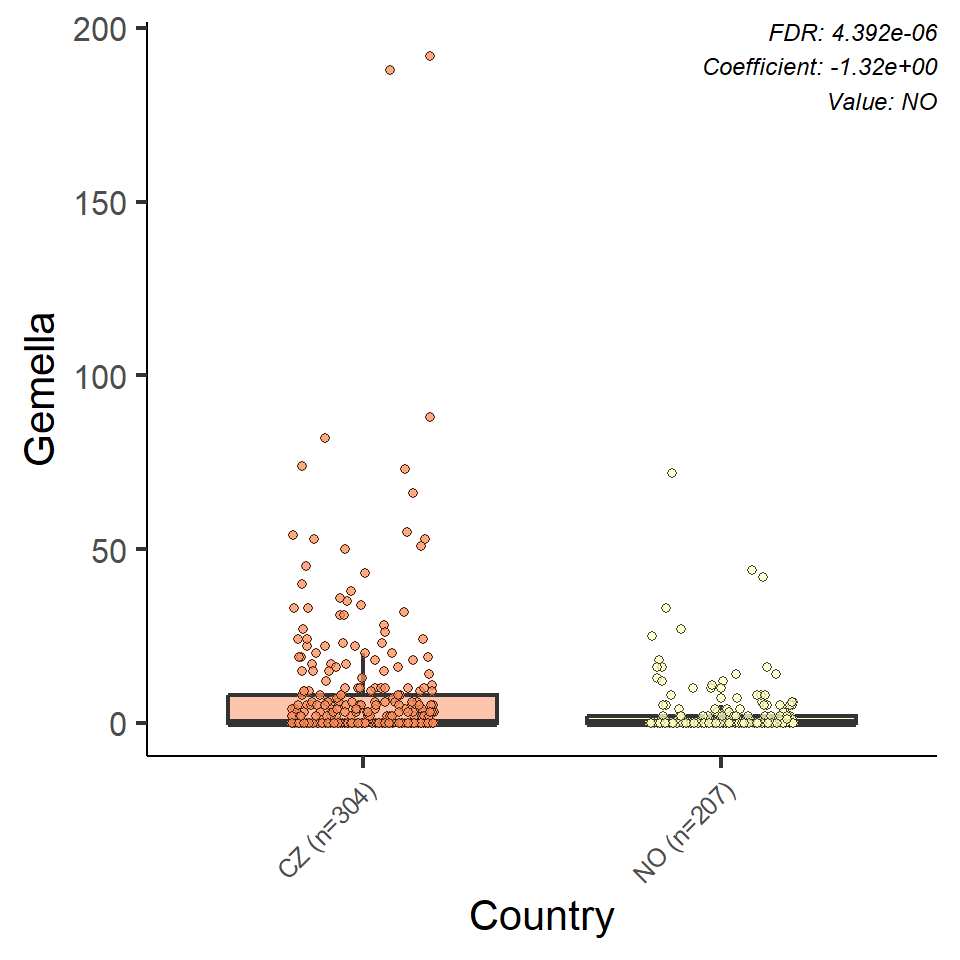 FDR: 4.392e-06
Coefficient: -1.32e+00
Value: NO
200
150
100
50
0
Gemella
CZ (n=304)
NO (n=207)
Country